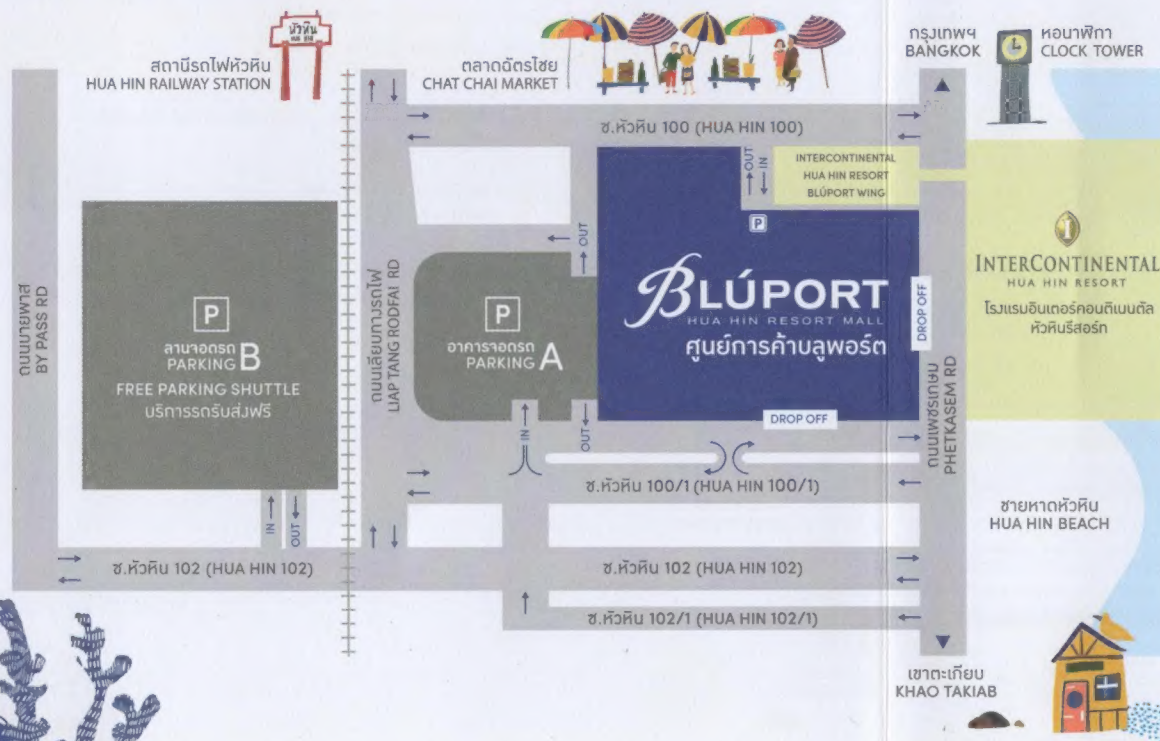 หัวหิน
HUA HIN
สถานีรถไฟหัวหิน
HUA HIN RAILWAY STATION
ตลาดฉัตรไชย
CHAT CHAI MARKET
กรุงเทพฯ
BANGKOK
หอนาฬิกา
CLOCK TOWER
ซ.หัวหิน 100 (HUA HIN 100)
OUT
IN
INTERCONTINENTAL
HUA HIN RESORT
BLÚPORT WING
P
OUT
ถนนบายพาส
BY PASS RD
P
ลานจอดรถ
PARKING B
FREE PARKING SHUTTLE
บริการรถรับส่งฟรี
ถนนเลียบทางรถไฟ
LIAP TANG RODFAI RD
P
อาคารจอดรถ
PARKING A
BLÚPORT
HUA HIN RESORT MALL
ศูนย์การค้าบลูพอร์ต
DROP OFF
DROP OFF
ถนนเพชรเกษม
PHETKASEM RD
I
INTERCONTINENTAL
HUA HIN RESORT
โรงแรมอินเตอร์คอนติเนนตัล
หัวหินรีสอร์ท
IN
OUT
ซ.หัวหิน 100/1 (HUA HIN 100/1)
ชายหาดหัวหิน
HUA HIN BEACH
IN
OUT
ซ.หัวหิน 102 (HUA HIN 102)
ซ.หัวหิน 102 (HUA HIN 102)
ซ.หัวหิน 102/1 (HUA HIN 102/1)
เขาตะเกียบ
KHAO TAKIAB